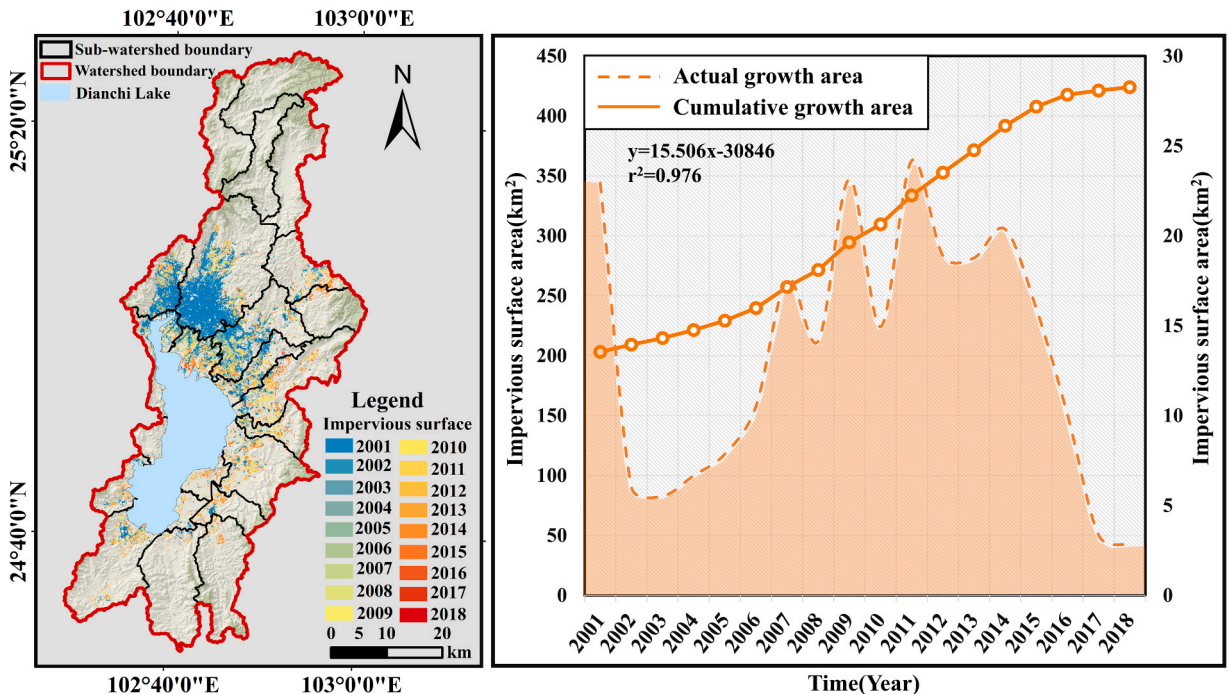 102°40'0"E
103°0'0"E
Sub-watershed boundary
Watershed boundary
Dianchi Lake
N
25°20'0"N
24°40'0"N
Legend
Impervious surface
2001
2002
2003
2004
2005
2006
2007
2008
2009
2010
2011
2012
2013
2014
2015
2016
2017
2018
0 5 10 20
km
102°40'0"E
103°0'0"E
Actual growth area
Cumulative growth area
y=15.506x-30846
r²=0.976
Impervious surface area(km²)
450
400
350
300
250
200
150
100
50
0
30
25
20
15
10
5
0
Impervious surface area(km²)
2001 2002 2003 2004 2005 2006 2007 2008 2009 2010 2011 2012 2013 2014 2015 2016 2017 2018
Time(Year)